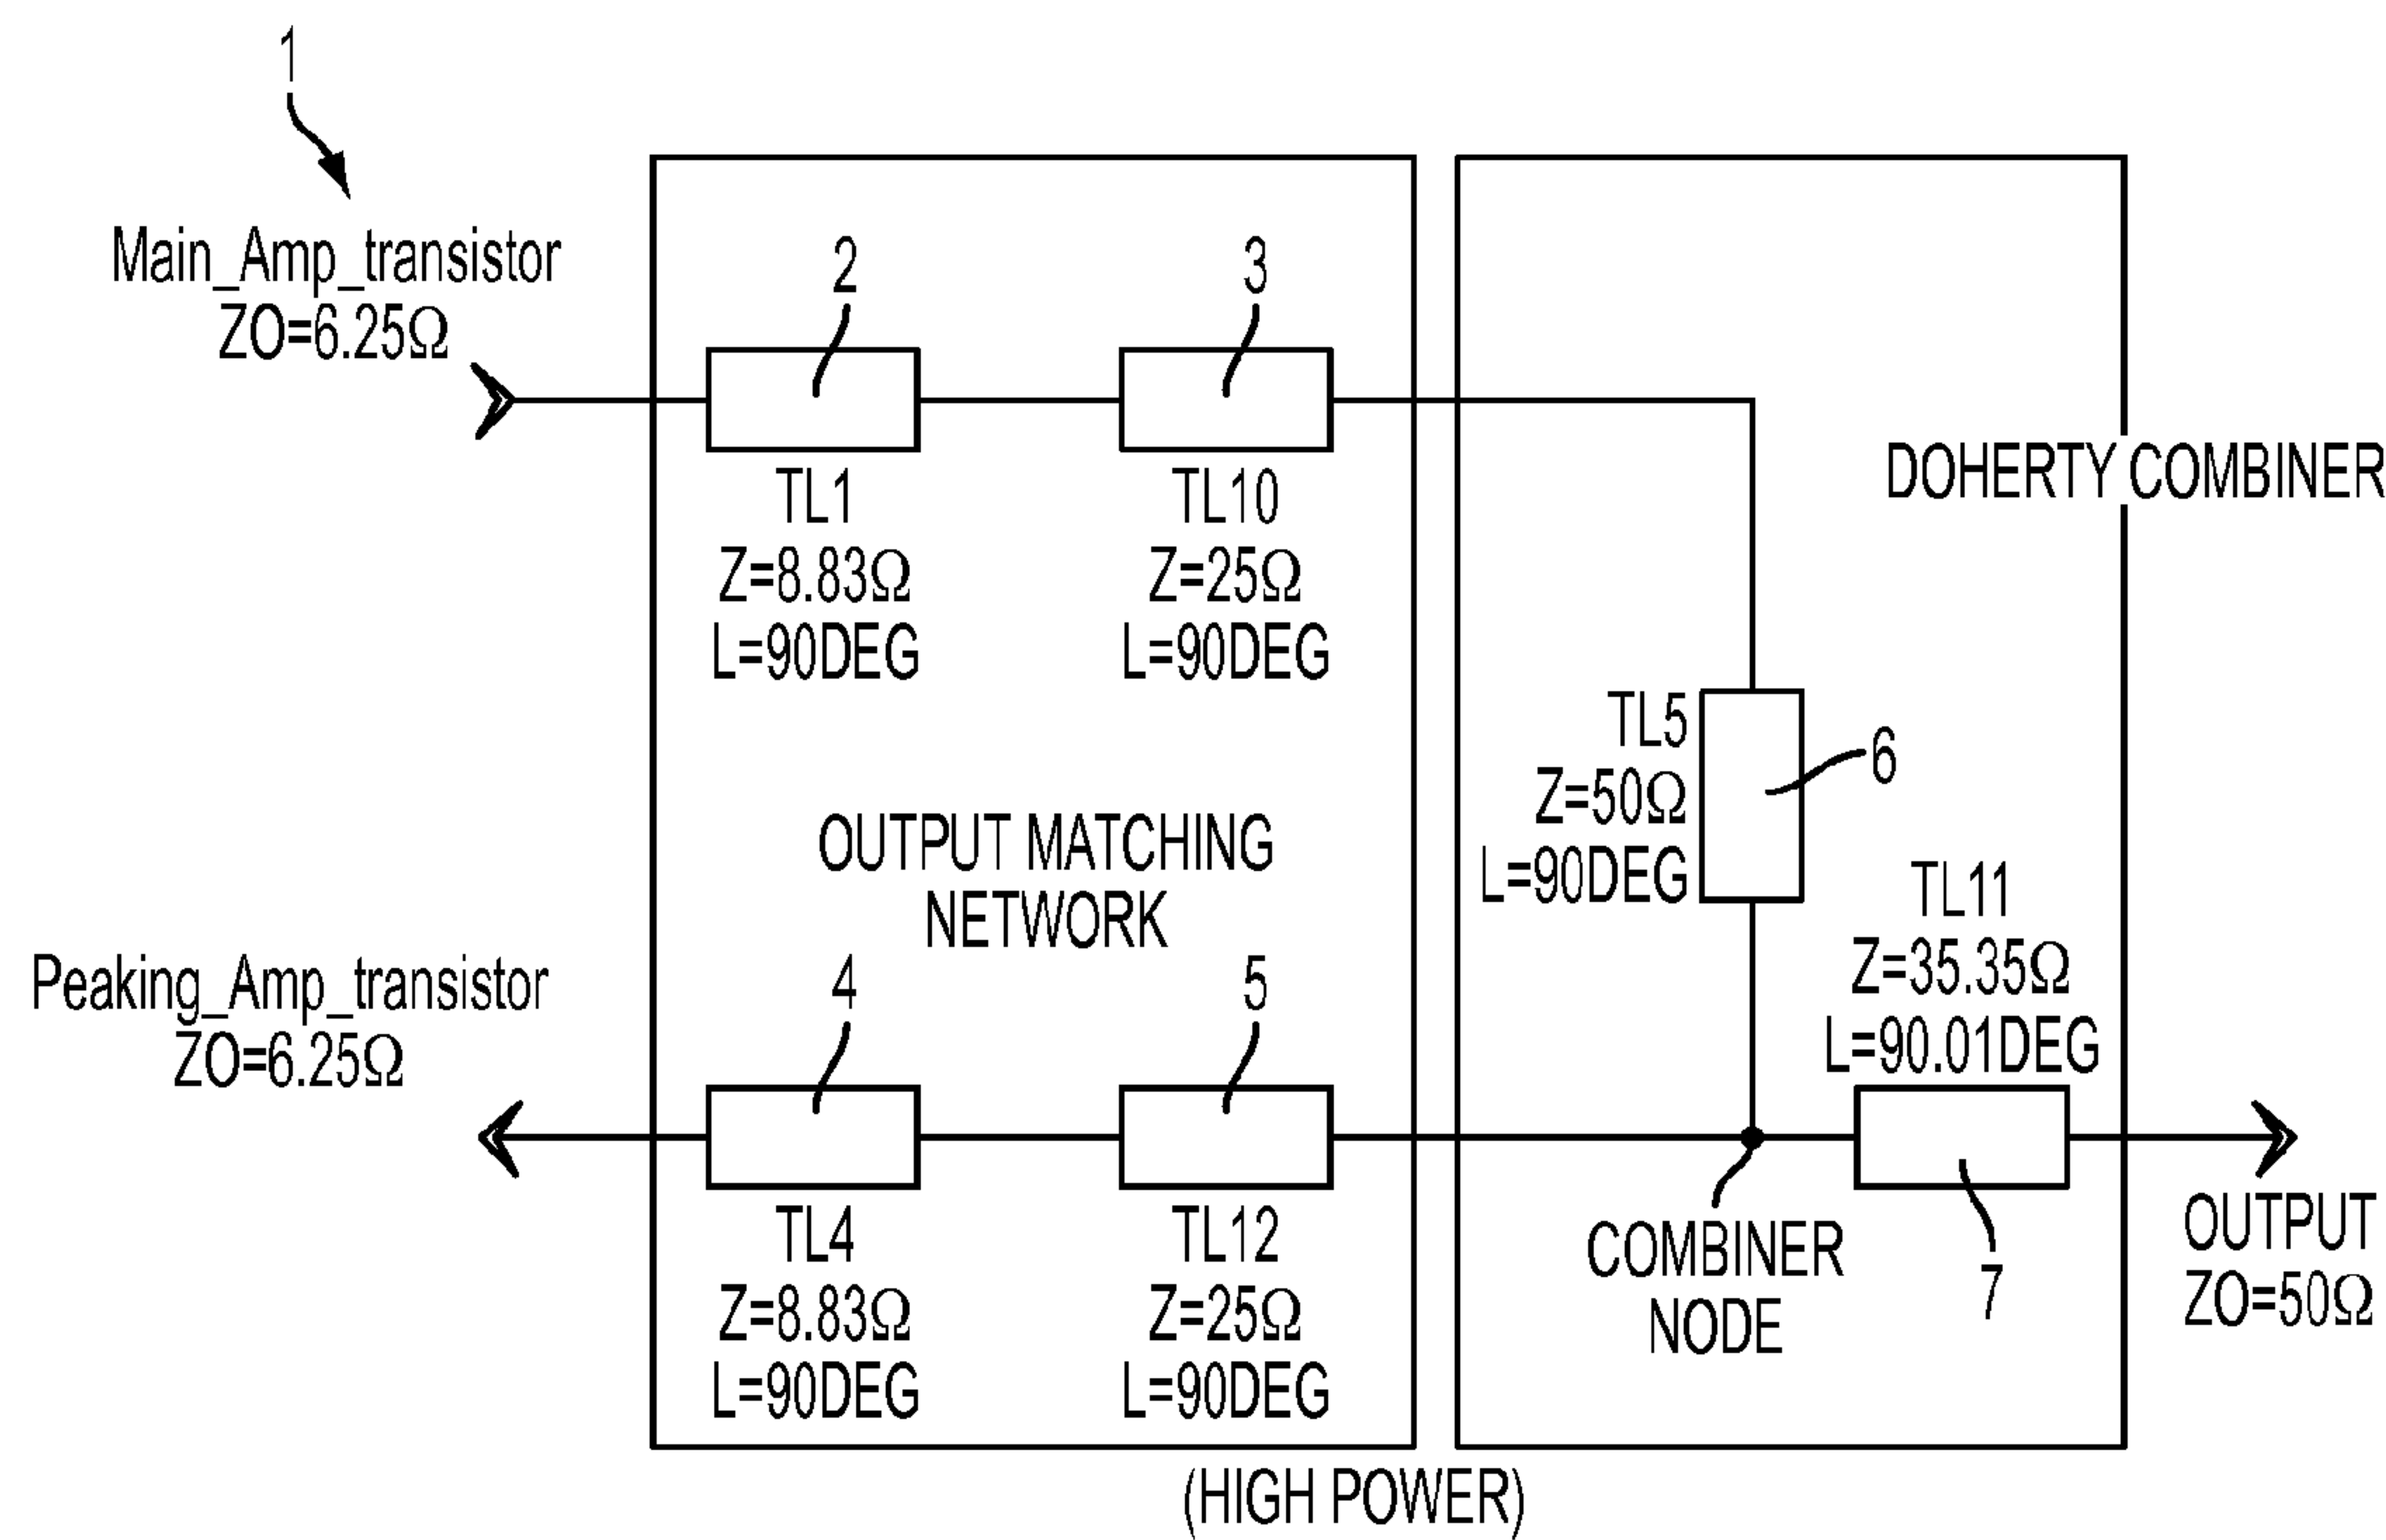 1
Main_Amp_transistor
ZO=6.25Ω
2
3
TL1
Z=8.83Ω
L=90DEG
TL10
Z=25Ω
L=90DEG
DOHERTY COMBINER
TL5
Z=50Ω
L=90DEG
6
OUTPUT MATCHING
NETWORK
TL11
Z=35.35Ω
L=90.01DEG
Peaking_Amp_transistor
ZO=6.25Ω
4
5
TL4
Z=8.83Ω
L=90DEG
TL12
Z=25Ω
L=90DEG
COMBINER
NODE
7
OUTPUT
ZO=50Ω
(HIGH POWER)